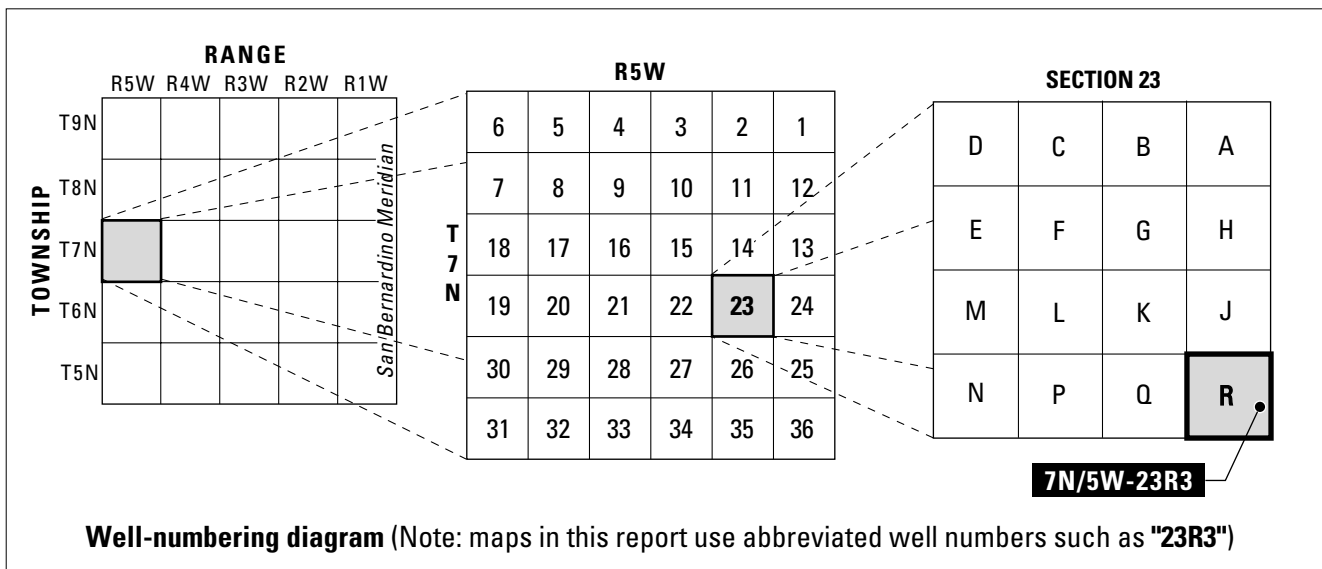 RANGE
R5W R4W R3W R2W R1W
TOWNSHIP
T9N
T8N
T7N
T6N
T5N
San Bernardino Meridian
R5W
T7N
6 5 4 3 2 1
7 8 9 10 11 12
18 17 16 15 14 13
19 20 21 22 23 24
30 29 28 27 26 25
31 32 33 34 35 36
SECTION 23
D C B A
E F G H
M L K J
N P Q R
7N/5W-23R3
Well-numbering diagram (Note: maps in this report use abbreviated well numbers such as "23R3")